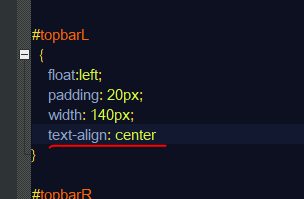 #topbarL
{
float:left;
padding: 20px;
width: 140px;
text-align: center
}
#topbarR